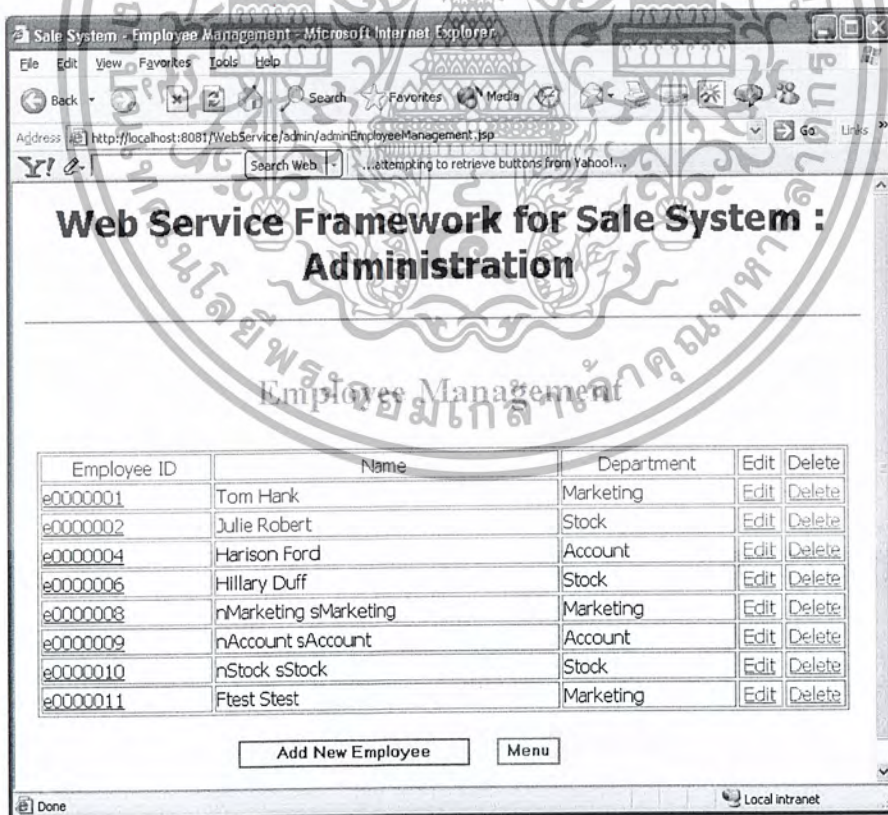 Sale System - Employee Management - Microsoft Internet Explorer
File Edit View Favorites Tools Help
Back Search Favorites Media
Address http://localhost:8081/WebService/admin/adminEmployeeManagement.jsp Go Links »
Y! Search Web ...attempting to retrieve buttons from Yahoo!...
Web Service Framework for Sale System :
Administration
Employee Management
Employee ID Name Department Edit Delete
e0000001 Tom Hank Marketing Edit Delete
e0000002 Julie Robert Stock Edit Delete
e0000004 Harison Ford Account Edit Delete
e0000006 Hillary Duff Stock Edit Delete
e0000008 nMarketing sMarketing Marketing Edit Delete
e0000009 nAccount sAccount Account Edit Delete
e0000010 nStock sStock Stock Edit Delete
e0000011 Ftest Stest Marketing Edit Delete
Add New Employee Menu
Done Local intranet